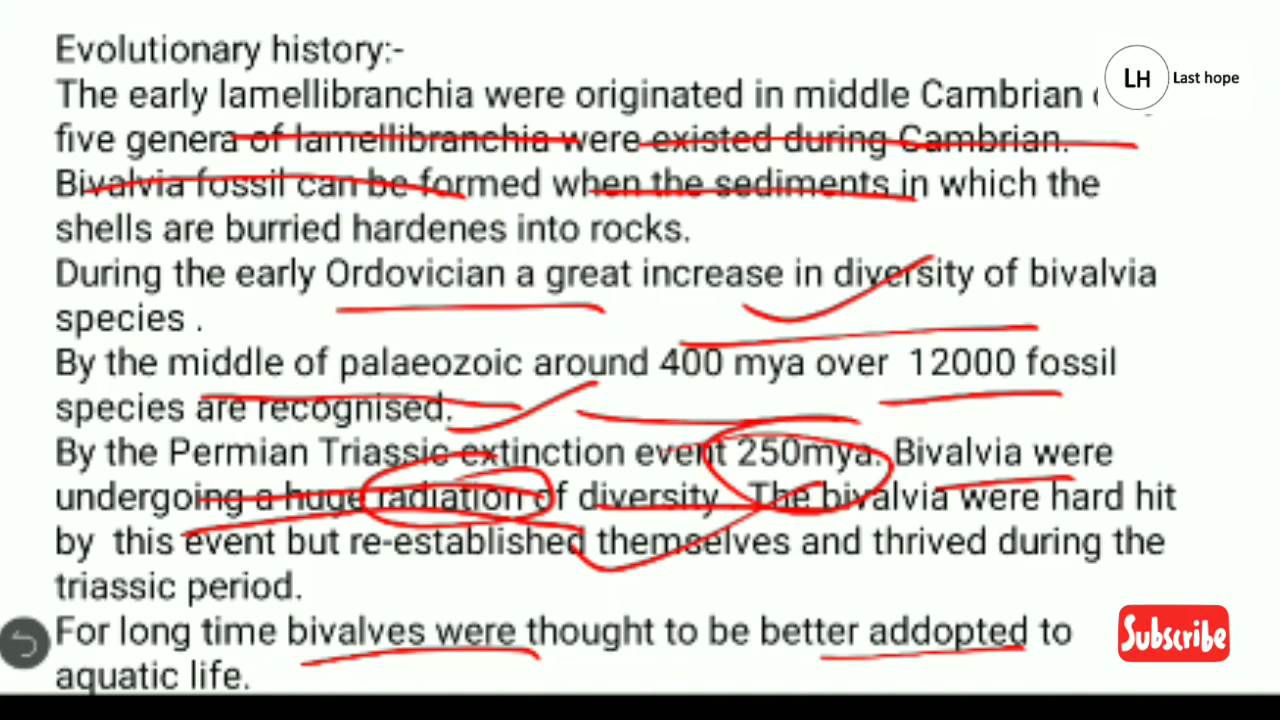 Evolutionary history:-
LH Last hope
The early lamellibranchia were originated in middle Cambrian
five genera of lamellibranchia were existed during Cambrian.
Bivalvia fossil can be formed when the sediments in which the
shells are burried hardenes into rocks.
During the early Ordovician a great increase in diversity of bivalvia
species .
By the middle of palaeozoic around 400 mya over 12000 fossil
species are recognised.
By the Permian Triassic extinction event 250mya. Bivalvia were
undergoing a huge radiation of diversity . The bivalvia were hard hit
by this event but re-established themselves and thrived during the
triassic period.
For long time bivalves were thought to be better addopted to
aquatic life.
Subscribe